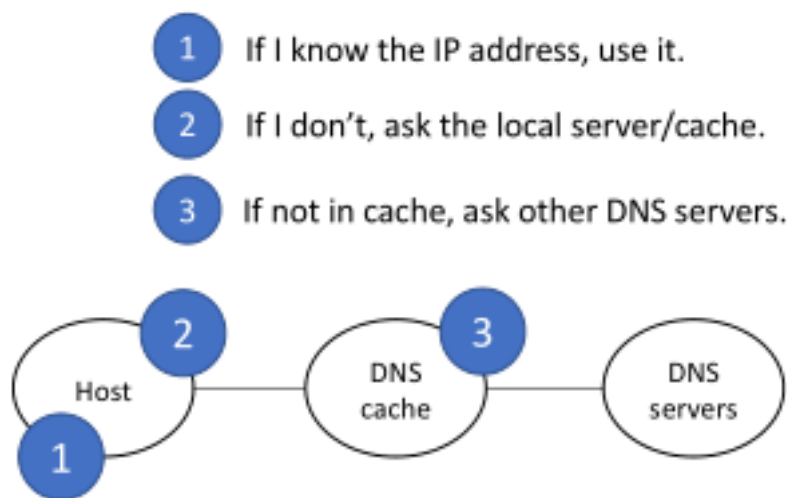 1 If I know the IP address, use it.
2 If I don't, ask the local server/cache.
3 If not in cache, ask other DNS servers.
2
3
Host
DNS
cache
DNS
servers
1